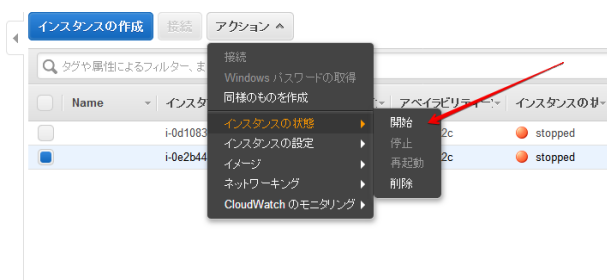 インスタンスの作成 接続 アクション
タグや属性によるフィルター、ま
接続
Windows パスワードの取得
同様のものを作成
Name インスタ アベイラビリティーゾ インスタンスの状
インスタンスの状態 開始
i-0d1083 2c stopped
インスタンスの設定 停止
i-0e2b44 2c stopped
イメージ 再起動
ネットワーキング 削除
CloudWatch のモニタリング